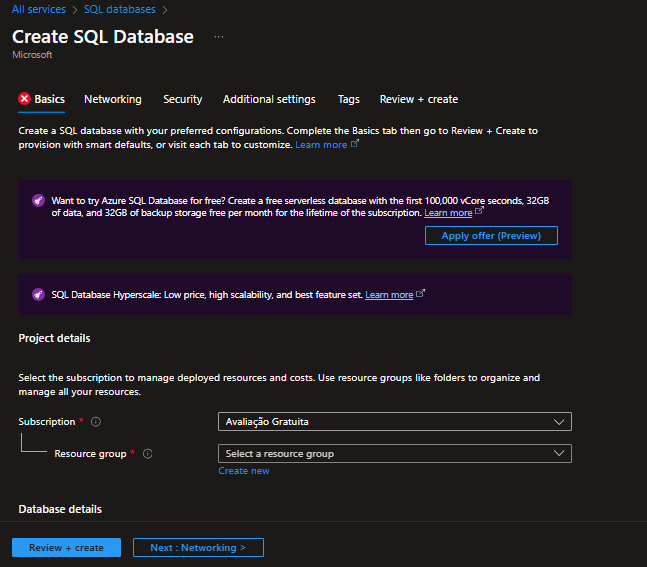 All services > SQL databases >
Create SQL Database ...
Microsoft
Basics Networking Security Additional settings Tags Review + create
Create a SQL database with your preferred configurations. Complete the Basics tab then go to Review + Create to
provision with smart defaults, or visit each tab to customize. Learn more
Want to try Azure SQL Database for free? Create a free serverless database with the first 100,000 vCore seconds, 32GB
of data, and 32GB of backup storage free per month for the lifetime of the subscription. Learn more
Apply offer (Preview)
SQL Database Hyperscale: Low price, high scalability, and best feature set. Learn more
Project details
Select the subscription to manage deployed resources and costs. Use resource groups like folders to organize and
manage all your resources.
Subscription * Avaliação Gratuita
Resource group * Select a resource group
Create new
Database details
Review + create Next : Networking >